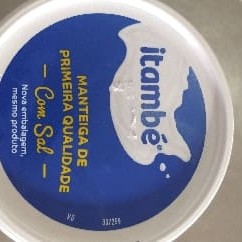 itambé
MANTEIGA DE
PRIMEIRA QUALIDADE
— Com Sal —
Nova embalagem,
mesmo produto